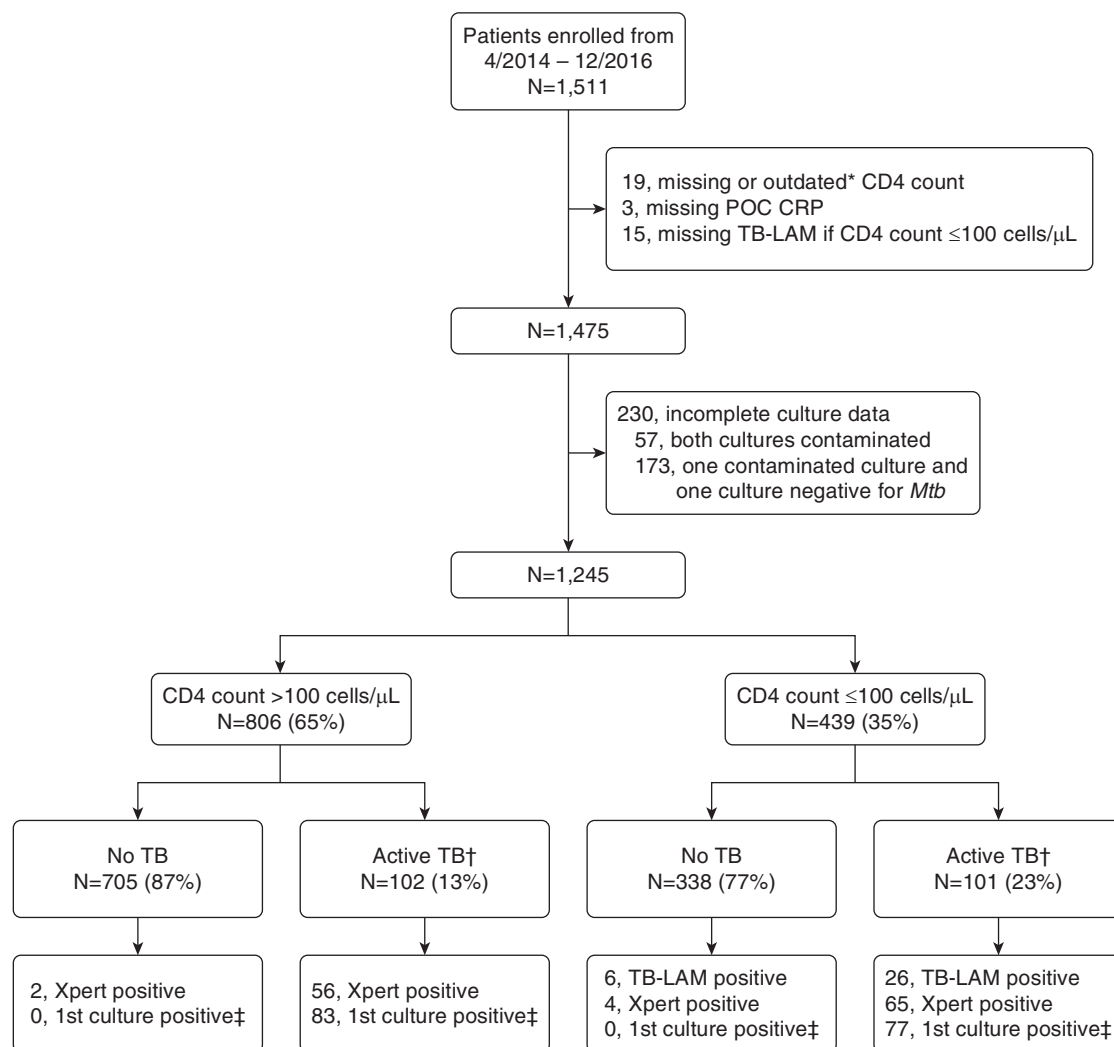 Patients enrolled from
4/2014 – 12/2016
N=1,511
19, missing or outdated* CD4 count
3, missing POC CRP
15, missing TB-LAM if CD4 count ≤100 cells/μL
N=1,475
230, incomplete culture data
57, both cultures contaminated
173, one contaminated culture and
one culture negative for Mtb
N=1,245
CD4 count >100 cells/μL
N=806 (65%)
CD4 count ≤100 cells/μL
N=439 (35%)
No TB
N=705 (87%)
Active TB†
N=102 (13%)
No TB
N=338 (77%)
Active TB†
N=101 (23%)
2, Xpert positive
0, 1st culture positive‡
56, Xpert positive
83, 1st culture positive‡
6, TB-LAM positive
4, Xpert positive
0, 1st culture positive‡
26, TB-LAM positive
65, Xpert positive
77, 1st culture positive‡